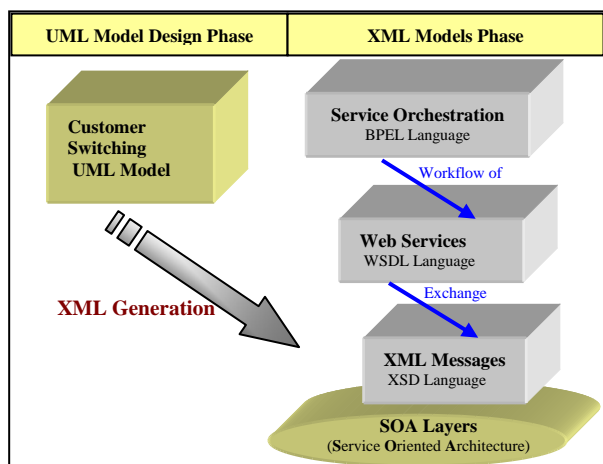 UML Model Design Phase
XML Models Phase
Customer
Switching
UML Model
XML Generation
Service Orchestration
BPEL Language
Workflow of
Web Services
WSDL Language
Exchange
XML Messages
XSD Language
SOA Layers
(Service Oriented Architecture)